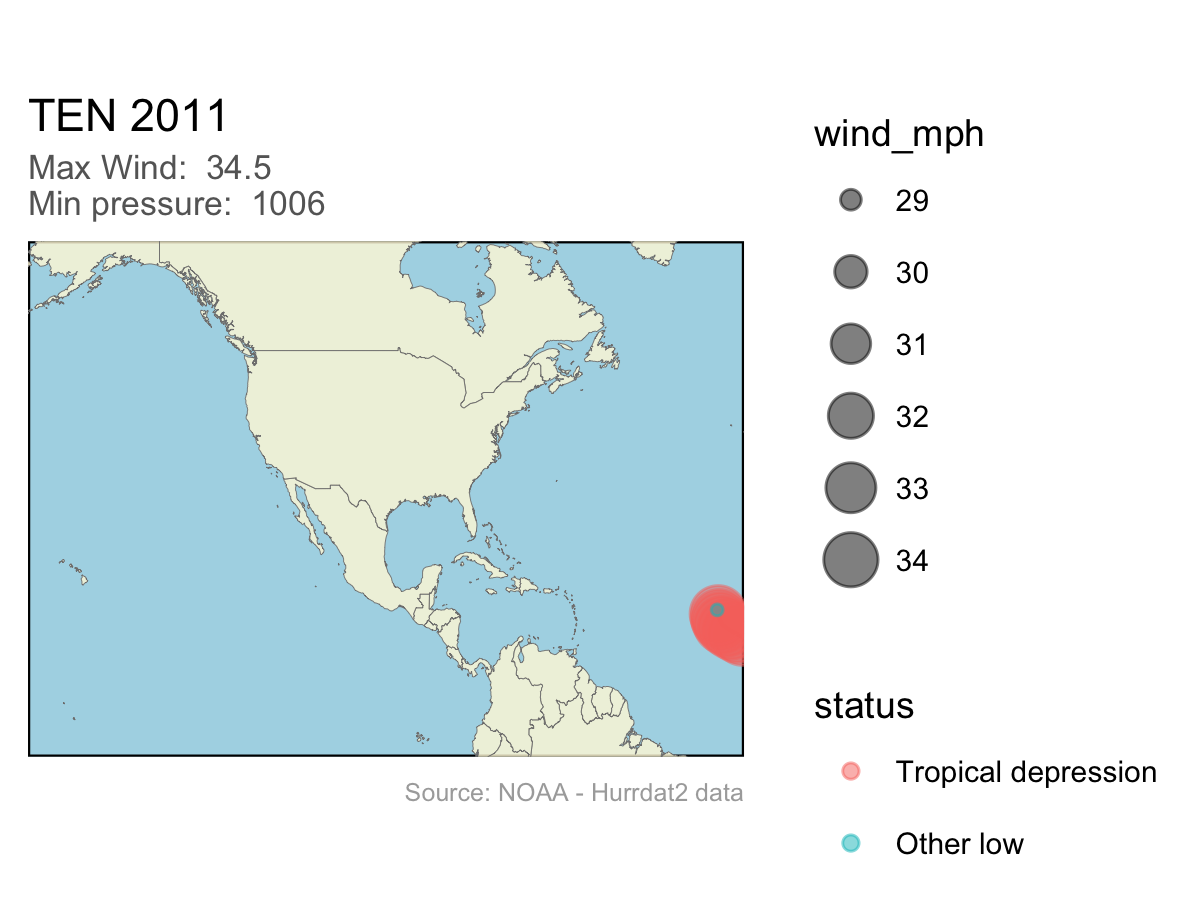 TEN 2011
Max Wind:  34.5
Min pressure:  1006
Source: NOAA - Hurrdat2 data
wind_mph
29
30
31
32
33
34
status
Tropical depression
Other low